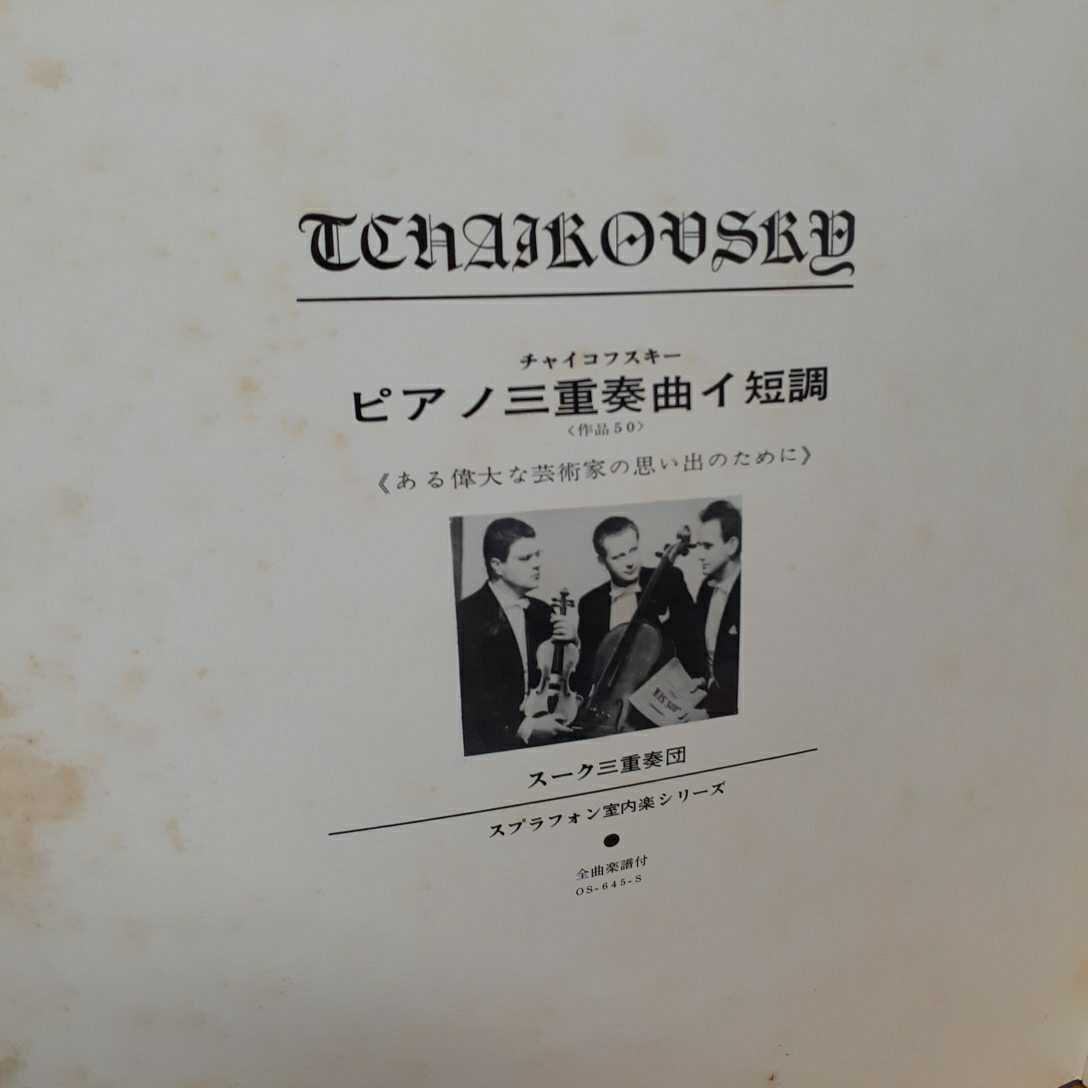 TCHAIKOVSKY
チャイコフスキー
ピアノ三重奏曲イ短調
〈作品50〉
《ある偉大な芸術家の思い出のために》
スーク三重奏団
スプラフォン室内楽シリーズ
●
全曲楽譜付
OS-645-S